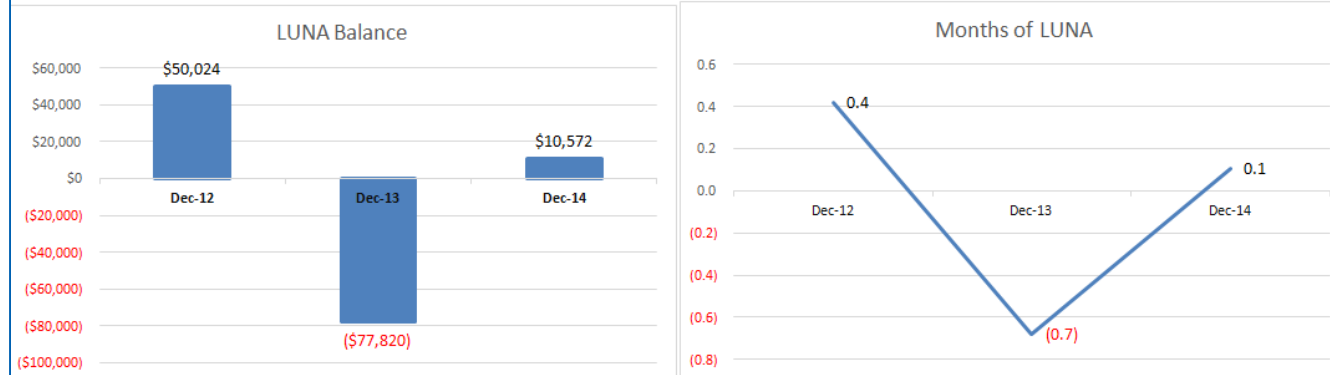 LUNA Balance
$60,000
$50,024
$40,000
$20,000
$10,572
$0
Dec-12
Dec-13
Dec-14
($20,000)
($40,000)
($60,000)
($80,000)
($77,820)
($100,000)
Months of LUNA
0.6
0.4
0.4
0.2
0.1
0.0
Dec-12
Dec-13
Dec-14
(0.2)
(0.4)
(0.6)
(0.7)
(0.8)